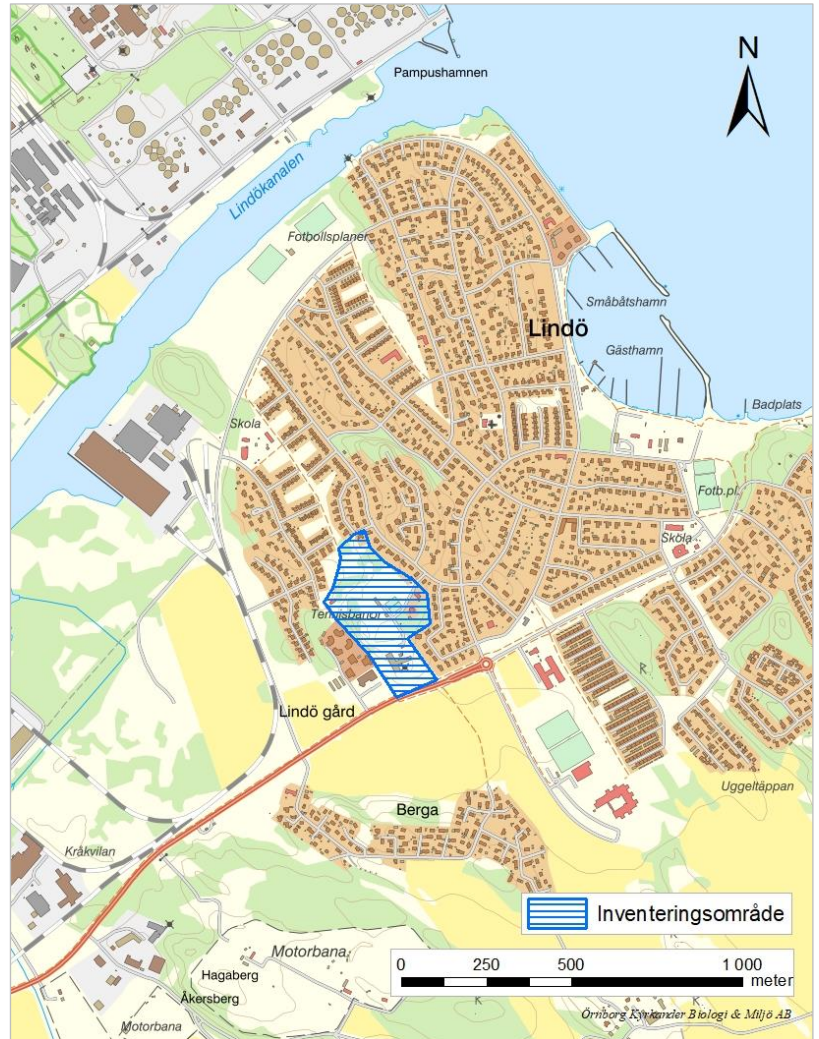 Pampushamnen
N
Lindökanalen
Fotbollsplaner
Småbåtshamn
Lindö
Gästhamn
Badplats
Skola
Fotb.pl.
Skola
Tennisbanor
Lindö gård
Uggeltäppan
Berga
R
Kråkvilan
Inventeringsområde
Motorbana
R
0 250 500 1 000
meter
Hagaberg
Åkersberg
R
R
Örnborg Kyrkander Biologi & Miljö AB
Motorbana